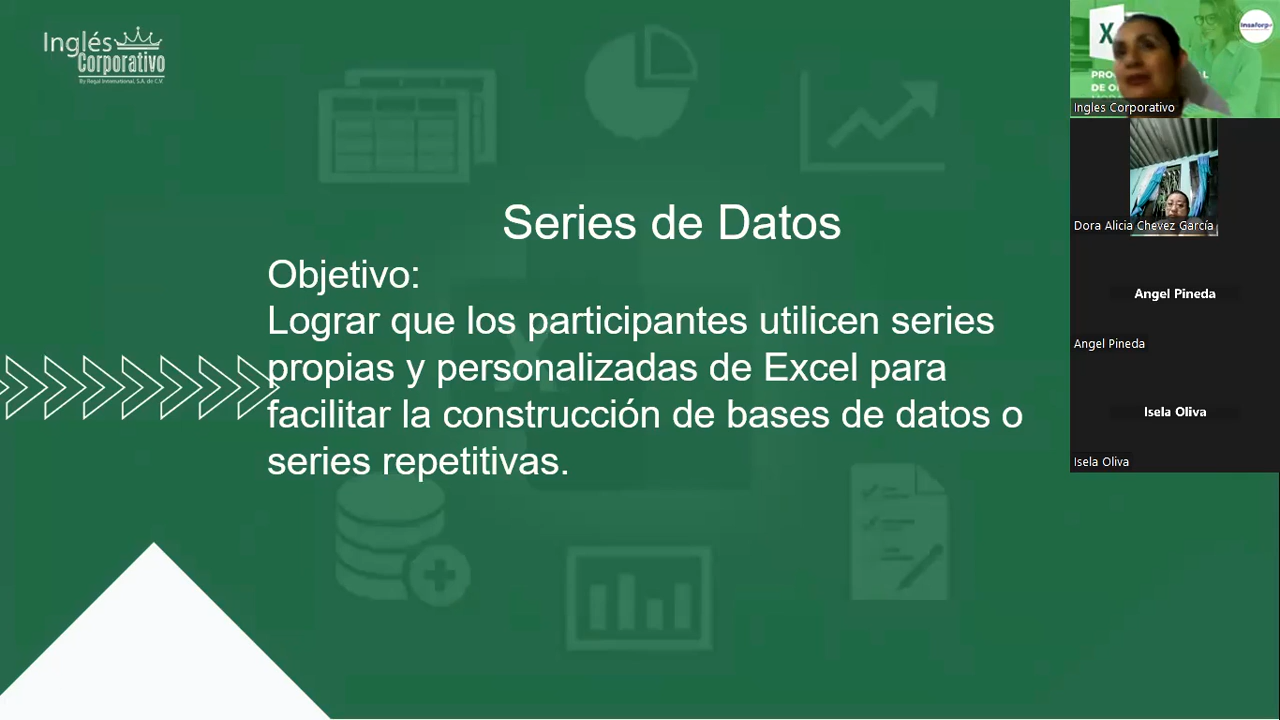 Inglés
Corporativo
By Regal International, S.A. de C.V.
Series de Datos
Objetivo:
Lograr que los participantes utilicen series
propias y personalizadas de Excel para
facilitar la construcción de bases de datos o
series repetitivas.
X
Insaforp
Ingles Corporativo
Dora Alicia Chevez García
Angel Pineda
Angel Pineda
Isela Oliva
Isela Oliva